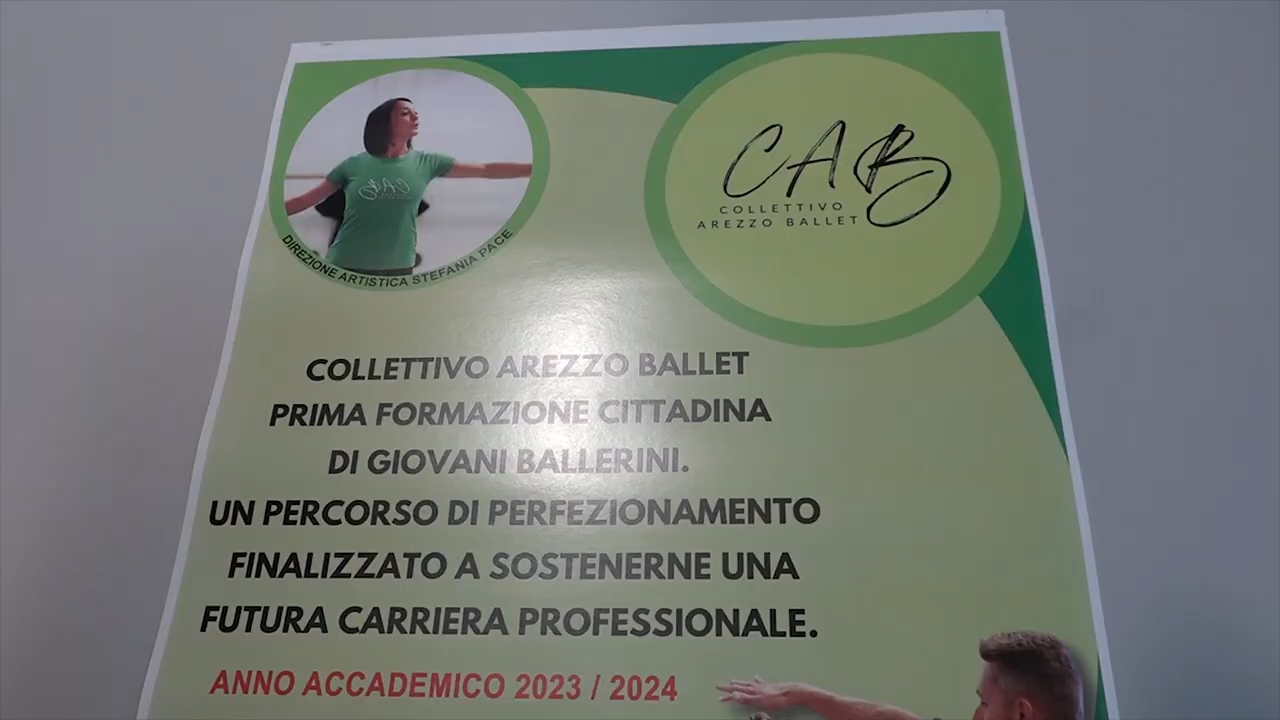 DIREZIONE ARTISTICA STEFANIA PACE
CAB
COLLETTIVO
AREZZO BALLET
COLLETTIVO AREZZO BALLET
PRIMA FORMAZIONE CITTADINA
DI GIOVANI BALLERINI.
UN PERCORSO DI PERFEZIONAMENTO
FINALIZZATO A SOSTENERNE UNA
FUTURA CARRIERA PROFESSIONALE.
ANNO ACCADEMICO 2023 / 2024